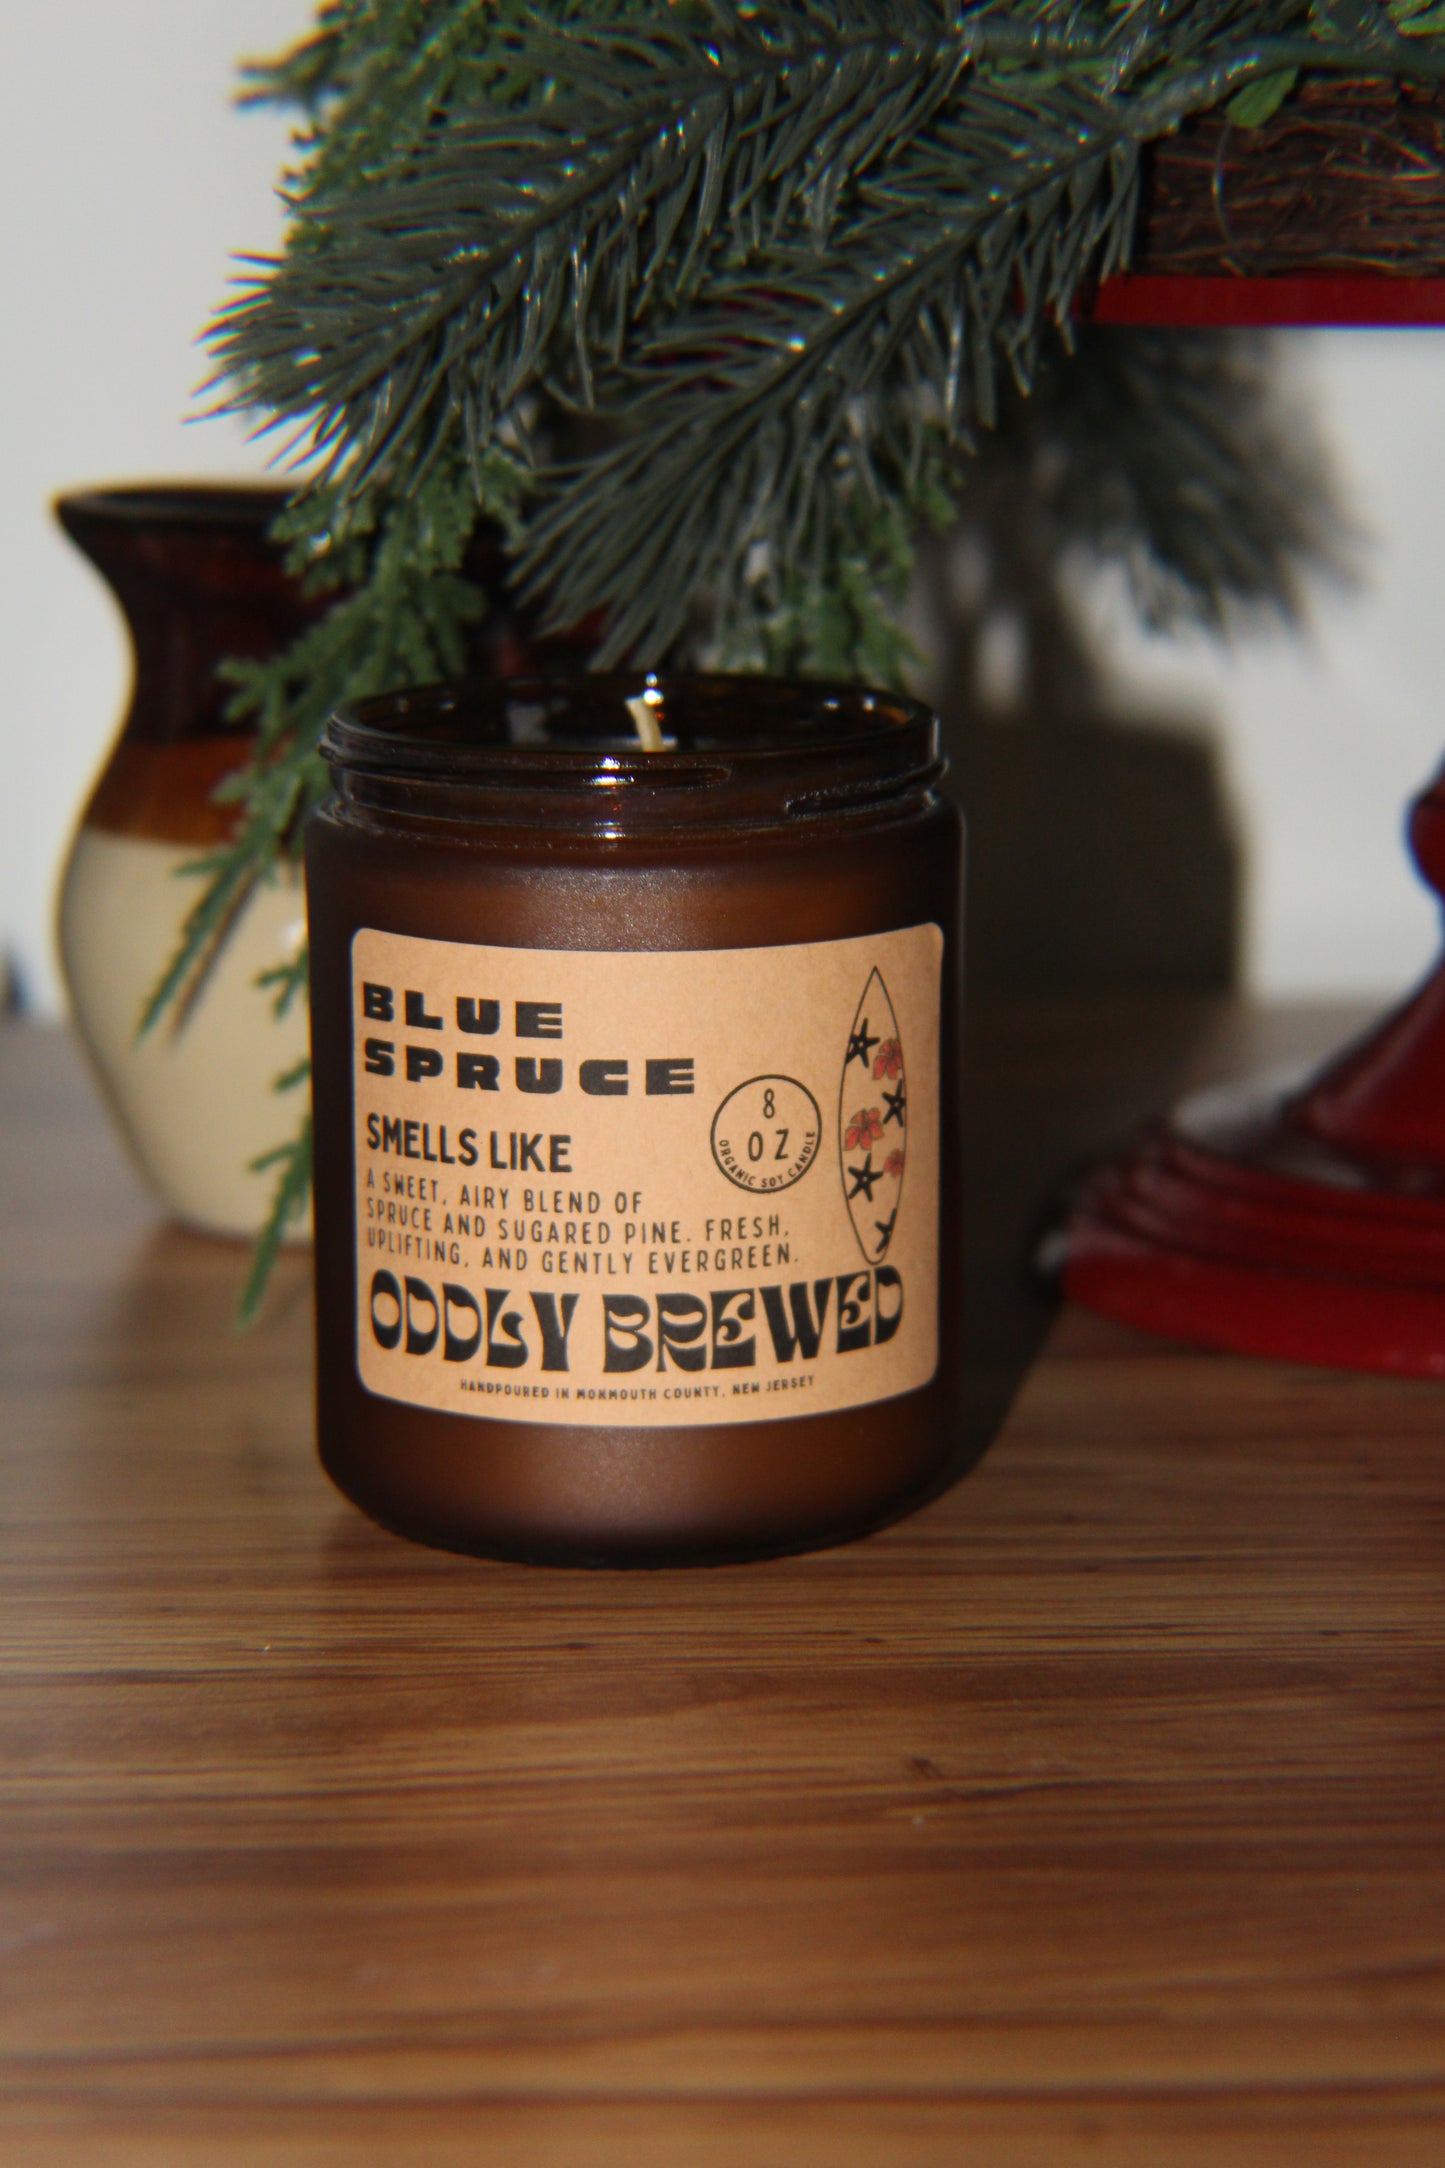 BLUE
SPRUCE
SMELLS LIKE
A SWEET, AIRY BLEND OF
SPRUCE AND SUGARED PINE. FRESH,
UPLIFTING, AND GENTLY EVERGREEN.
8
OZ
ORGANIC SOY CANDLE
ODDLY BREWED
HANDPOURED IN MONMOUTH COUNTY, NEW JERSEY